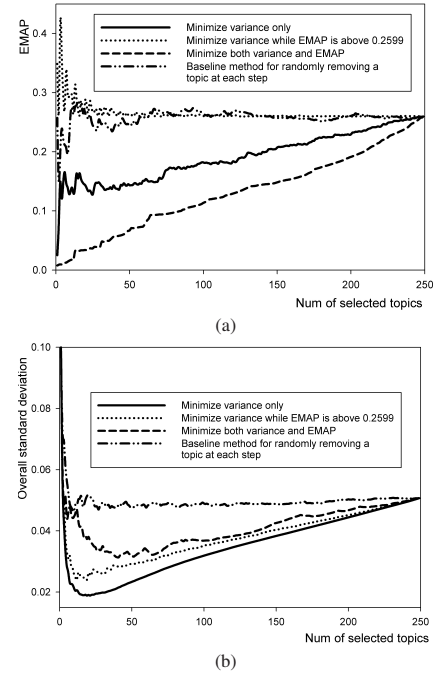 EMAP
0.4
0.3
0.2
0.1
0.0
Minimize variance only
Minimize variance while EMAP is above 0.2599
Minimize both variance and EMAP
Baseline method for randomly removing a
topic at each step
0 50 100 150 200 250
Num of selected topics
(a)
Overall standard deviation
0.10
0.08
0.06
0.04
0.02
Minimize variance only
Minimize variance while EMAP is above 0.2599
Minimize both variance and EMAP
Baseline method for randomly removing a
topic at each step
0 50 100 150 200 250
Num of selected topics
(b)